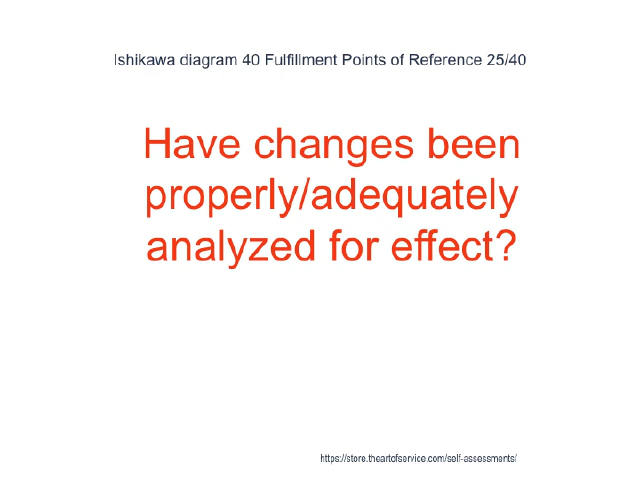 Ishikawa diagram 40 Fulfillment Points of Reference 25/40
Have changes been
properly/adequately
analyzed for effect?
https://store.theartofservice.com/self-assessments/